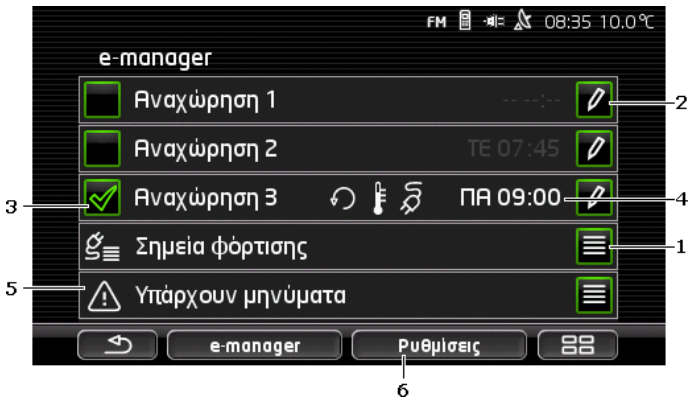 FM 08:35 10.0°C
e-manager
Αναχώρηση 1 -- --:--
2
Αναχώρηση 2 ΤΕ 07:45
3
Αναχώρηση 3 ΠΑ 09:00
4
Σημεία φόρτισης
1
5
Υπάρχουν μηνύματα
e-manager Ρυθμίσεις
6